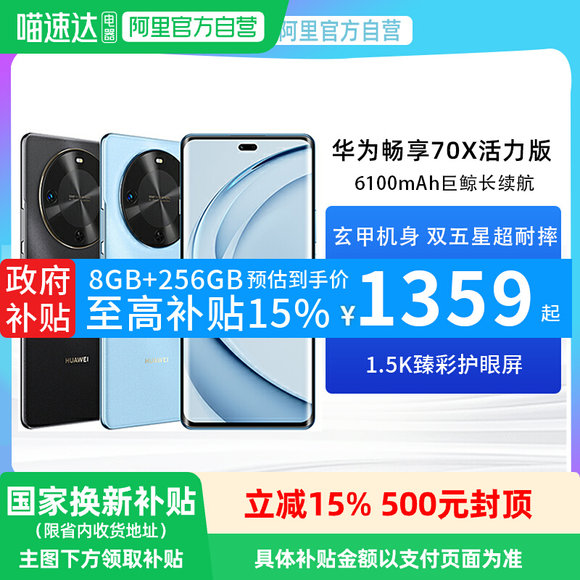 喵速达 电器 阿里官方自营
阿里官方自营
华为畅享70X活力版
6100mAh巨鲸长续航
玄甲机身 双五星超耐摔
政府补贴
8GB+256GB预估到手价
至高补贴15% ¥1359起
1.5K臻彩护眼屏
HUAWEI
HUAWEI
国家换新补贴
(限省内收货地址)
主图下方领取补贴
立减15% 500元封顶
具体补贴金额以支付页面为准